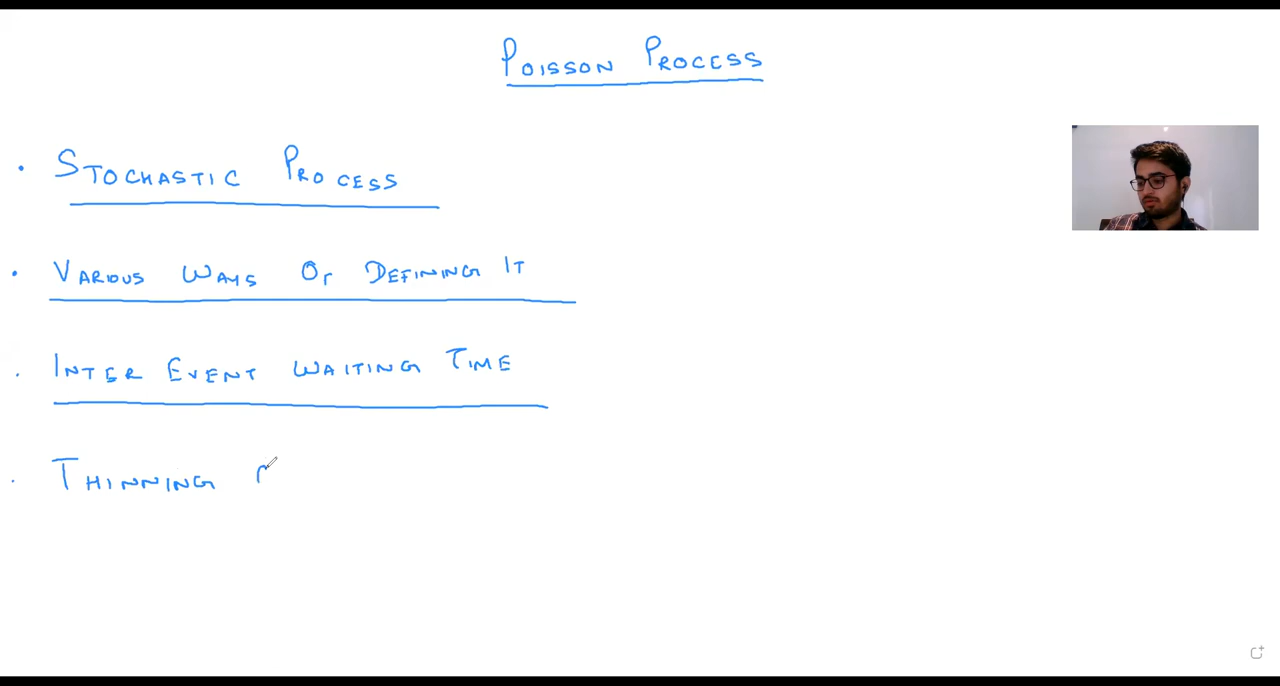 POISSON PROCESS
· STOCHASTIC PROCESS
· VARIOUS WAYS OF DEFINING IT
· INTER EVENT WAITING TIME
· THINNING